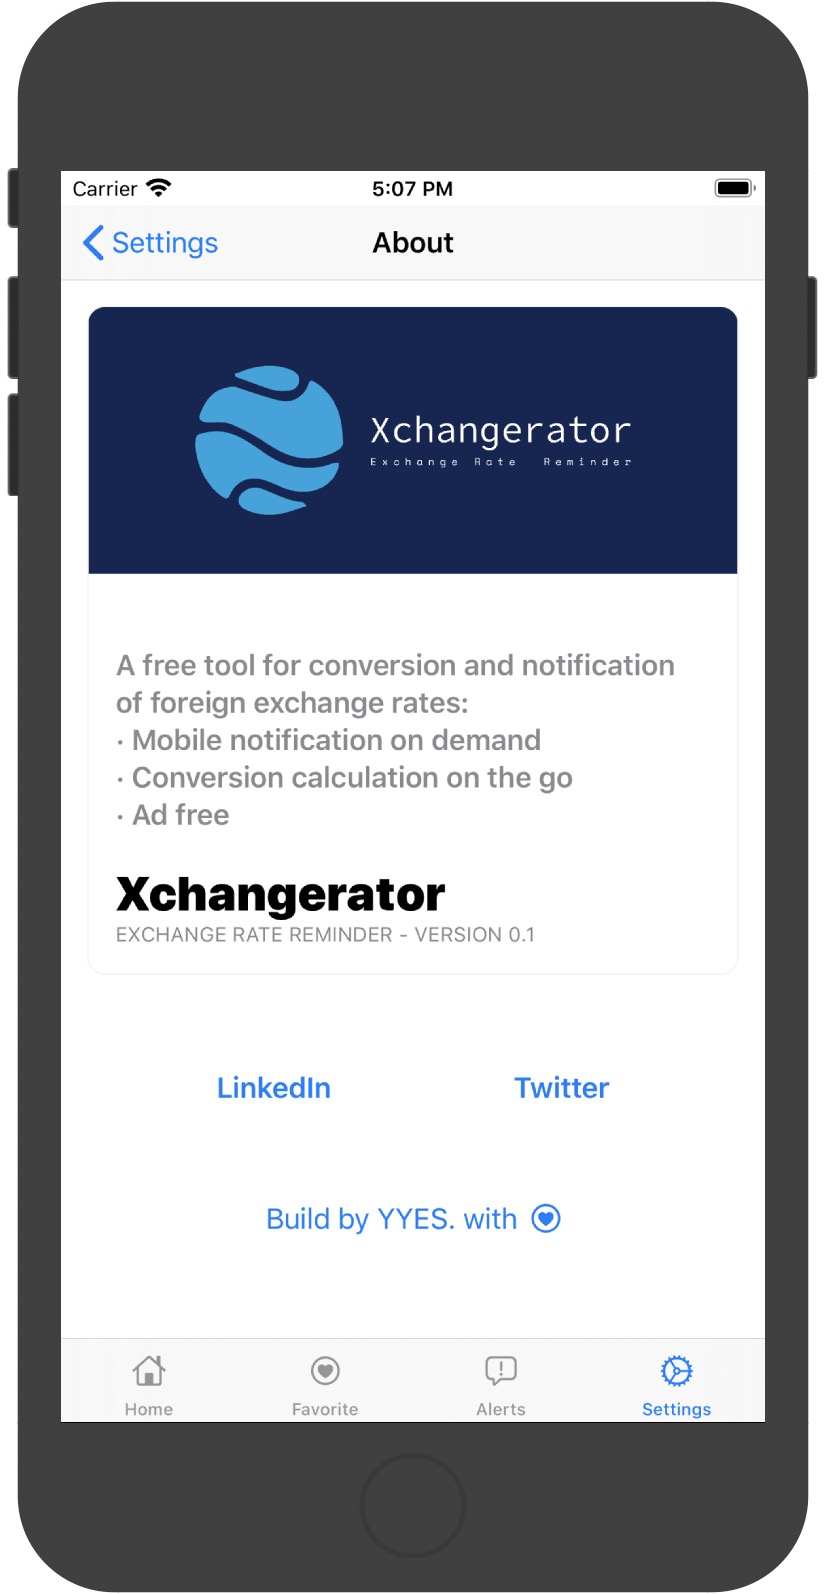 Carrier 5:07 PM
Settings About
Xchangerator
Exchange Rate Reminder
A free tool for conversion and notification
of foreign exchange rates:
· Mobile notification on demand
· Conversion calculation on the go
· Ad free
Xchangerator
EXCHANGE RATE REMINDER - VERSION 0.1
LinkedIn Twitter
Build by YYES. with
Home Favorite Alerts Settings